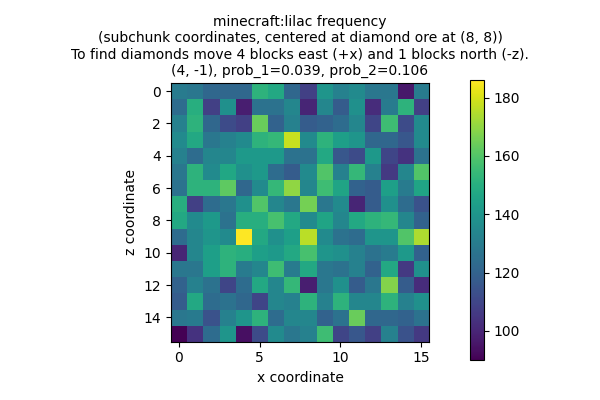 minecraft:lilac frequency
(subchunk coordinates, centered at diamond ore at (8, 8))
To find diamonds move 4 blocks east (+x) and 1 blocks north (-z).
(4, -1), prob_1=0.039, prob_2=0.106
0
2
4
6
8
10
12
14
z coordinate
0
5
10
15
x coordinate
180
160
140
120
100